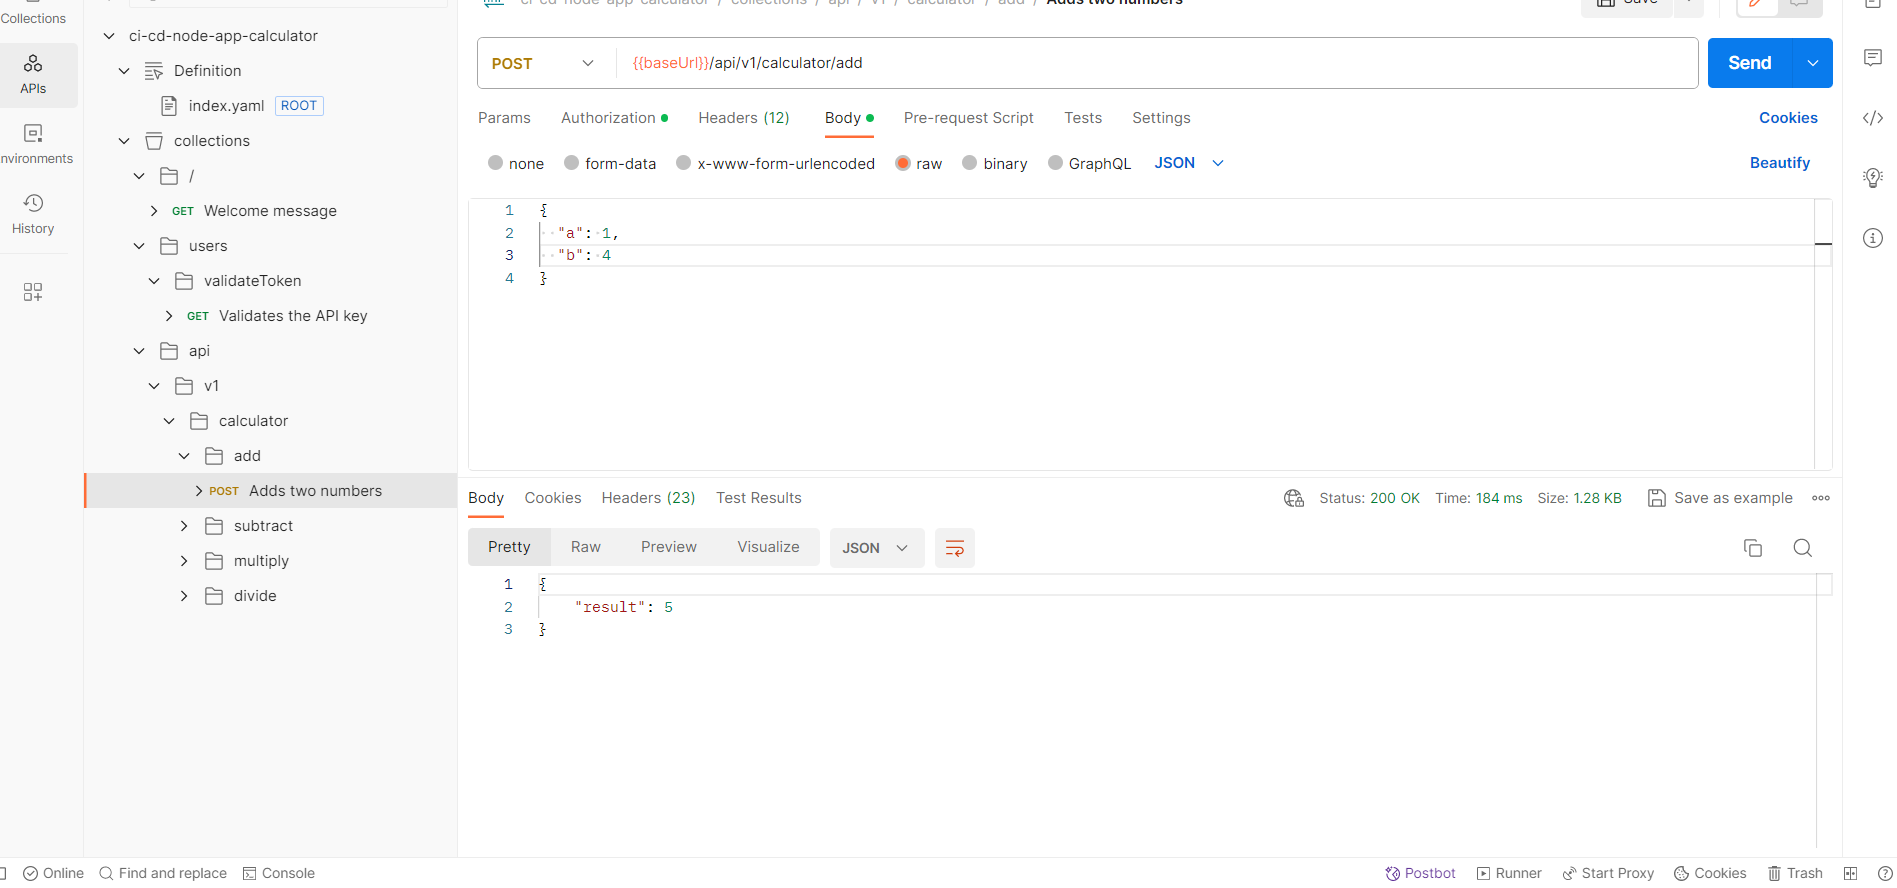 ci-cd-node-app-calculator / collections / api / v1 / calculator / add / Adds two numbers
Save
Collections
APIs
nvironments
History
ci-cd-node-app-calculator
Definition
index.yaml ROOT
collections
/
GET Welcome message
users
validateToken
GET Validates the API key
api
v1
calculator
add
POST Adds two numbers
subtract
multiply
divide
POST {{baseUrl}}/api/v1/calculator/add Send
Params Authorization Headers (12) Body Pre-request Script Tests Settings Cookies
none form-data x-www-form-urlencoded raw binary GraphQL JSON Beautify
1 {
2 "a": 1,
3 "b": 4
4 }
Body Cookies Headers (23) Test Results Status: 200 OK Time: 184 ms Size: 1.28 KB Save as example
Pretty Raw Preview Visualize JSON
1 {
2 "result": 5
3 }
Online Find and replace Console Postbot Runner Start Proxy Cookies Trash